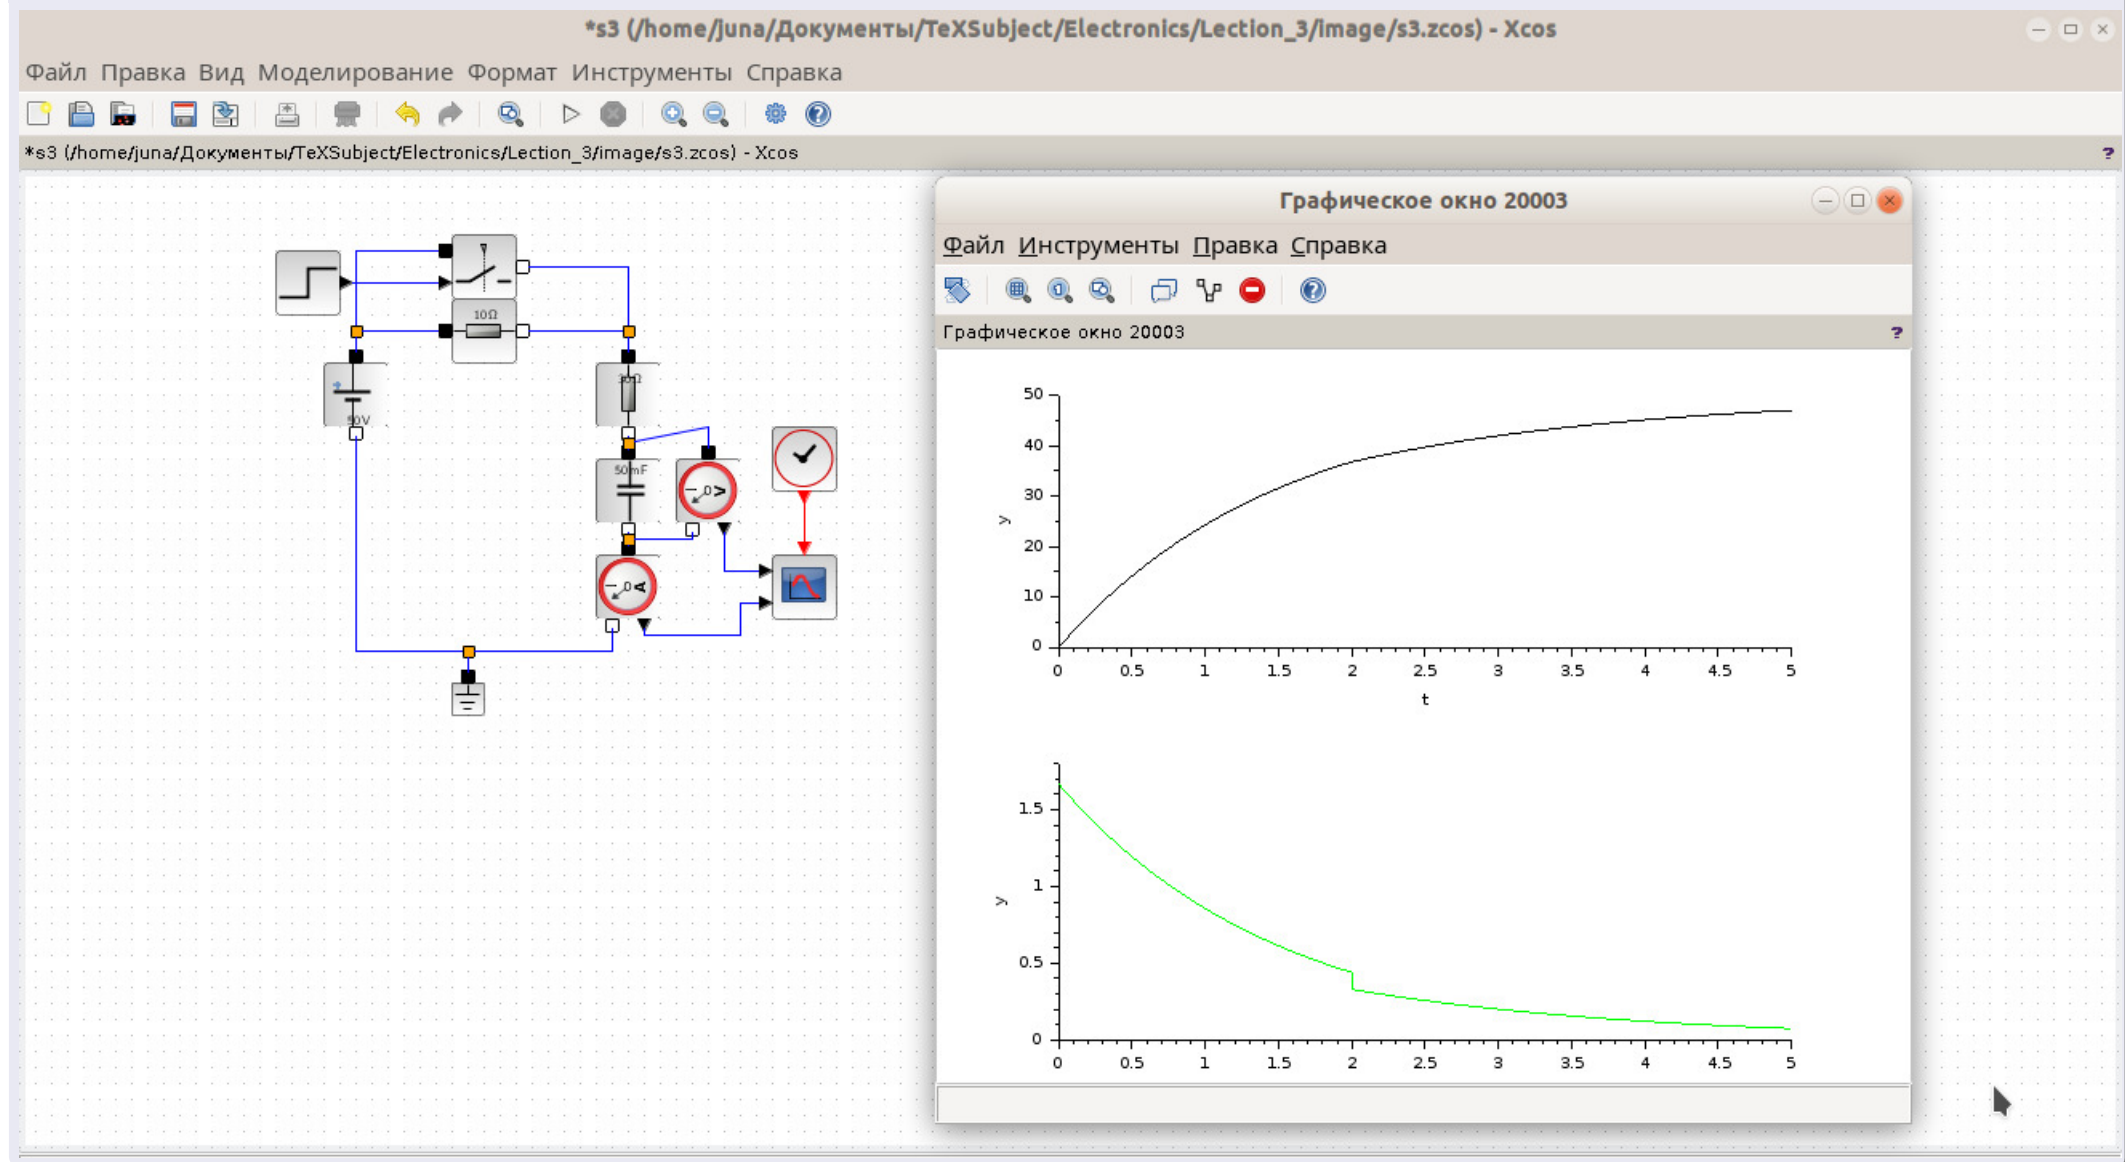 *s3 (/home/juna/Документы/TeXSubject/Electronics/Lection_3/image/s3.zcos) - Xcos
Файл Правка Вид Моделирование Формат Инструменты Справка
*s3 (/home/juna/Документы/TeXSubject/Electronics/Lection_3/image/s3.zcos) - Xcos ?
10Ω
50V
30Ω
50mF
V
A
Графическое окно 20003
Файл Инструменты Правка Справка
Графическое окно 20003 ?
50
40
30
20
10
0
y
0 0.5 1 1.5 2 2.5 3 3.5 4 4.5 5
t
1.5
1
0.5
0
y
0 0.5 1 1.5 2 2.5 3 3.5 4 4.5 5